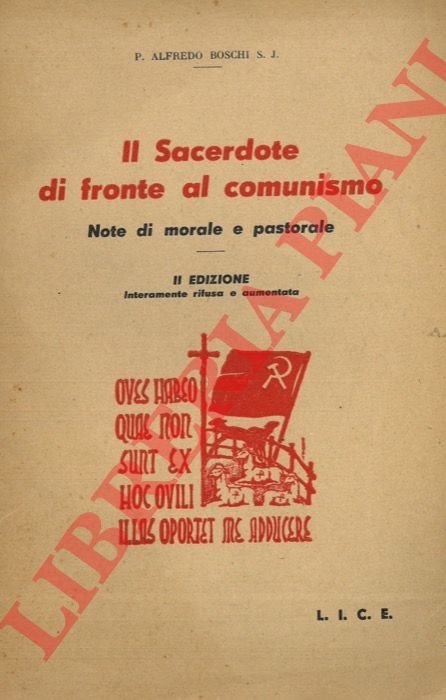 P. ALFREDO BOSCHI S. J.
Il Sacerdote
di fronte al comunismo
Note di morale e pastorale
II EDIZIONE
Interamente rifusa e aumentata
OVES HABEO
QUAE NON
SUNT EX
HOC OVILI
ILLAS OPORTET ME ADDUCERE
L. I. C. E.
LIBRERIA PIANI